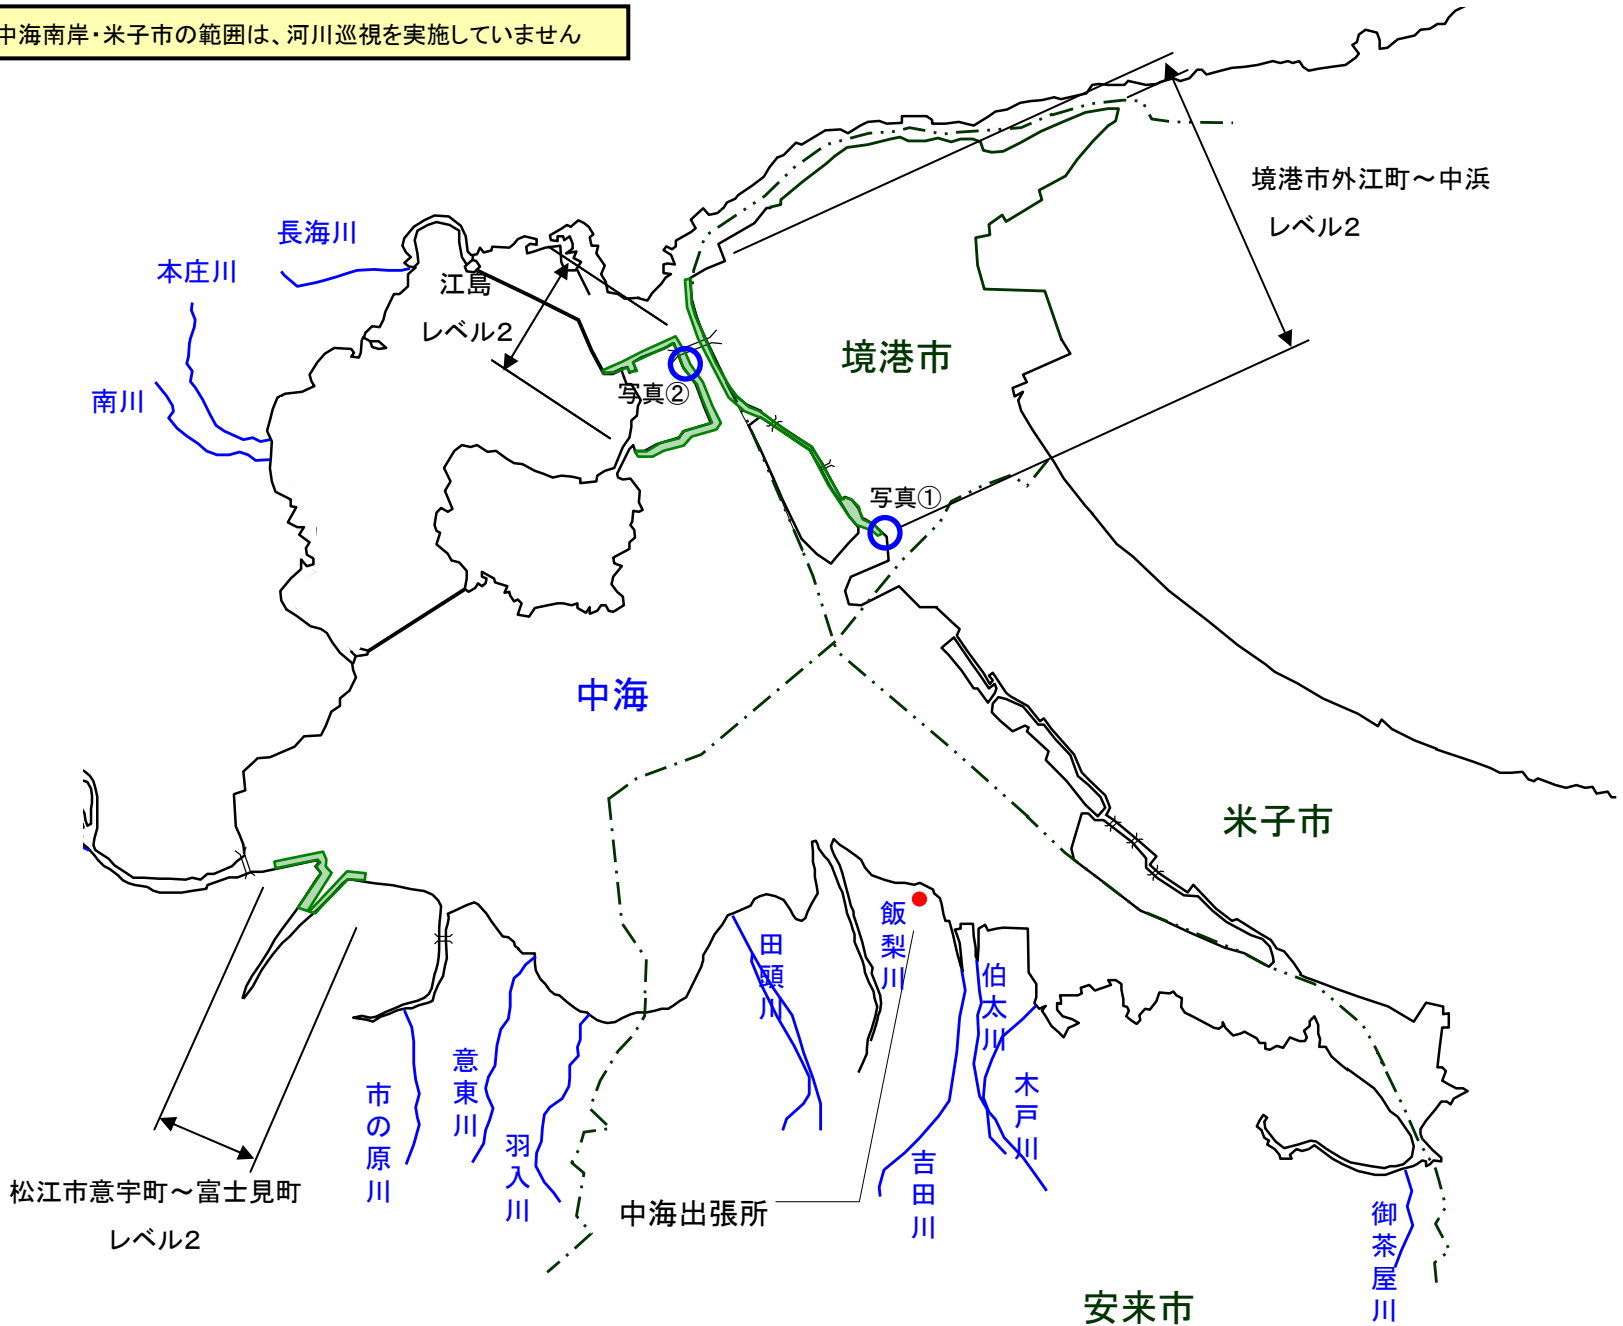 中海南岸・米子市の範囲は、河川巡視を実施していません
境港市外江町～中浜
レベル2
長海川
本庄川
江島
レベル2
南川
写真②
境港市
写真①
中海
米子市
飯梨川
田頭川
伯太川
木戸川
意東川
市の原川
羽入川
吉田川
松江市意宇町～富士見町
レベル2
中海出張所
御茶屋川
安来市